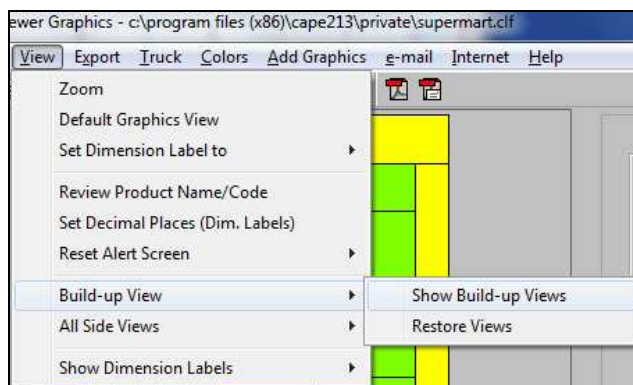 ewer Graphics - c:\program files (x86)\cape213\private\supermart.clf
View Export Truck Colors Add Graphics e-mail Internet Help
Zoom
Default Graphics View
Set Dimension Label to
Review Product Name/Code
Set Decimal Places (Dim. Labels)
Reset Alert Screen
Build-up View
Show Build-up Views
All Side Views
Restore Views
Show Dimension Labels